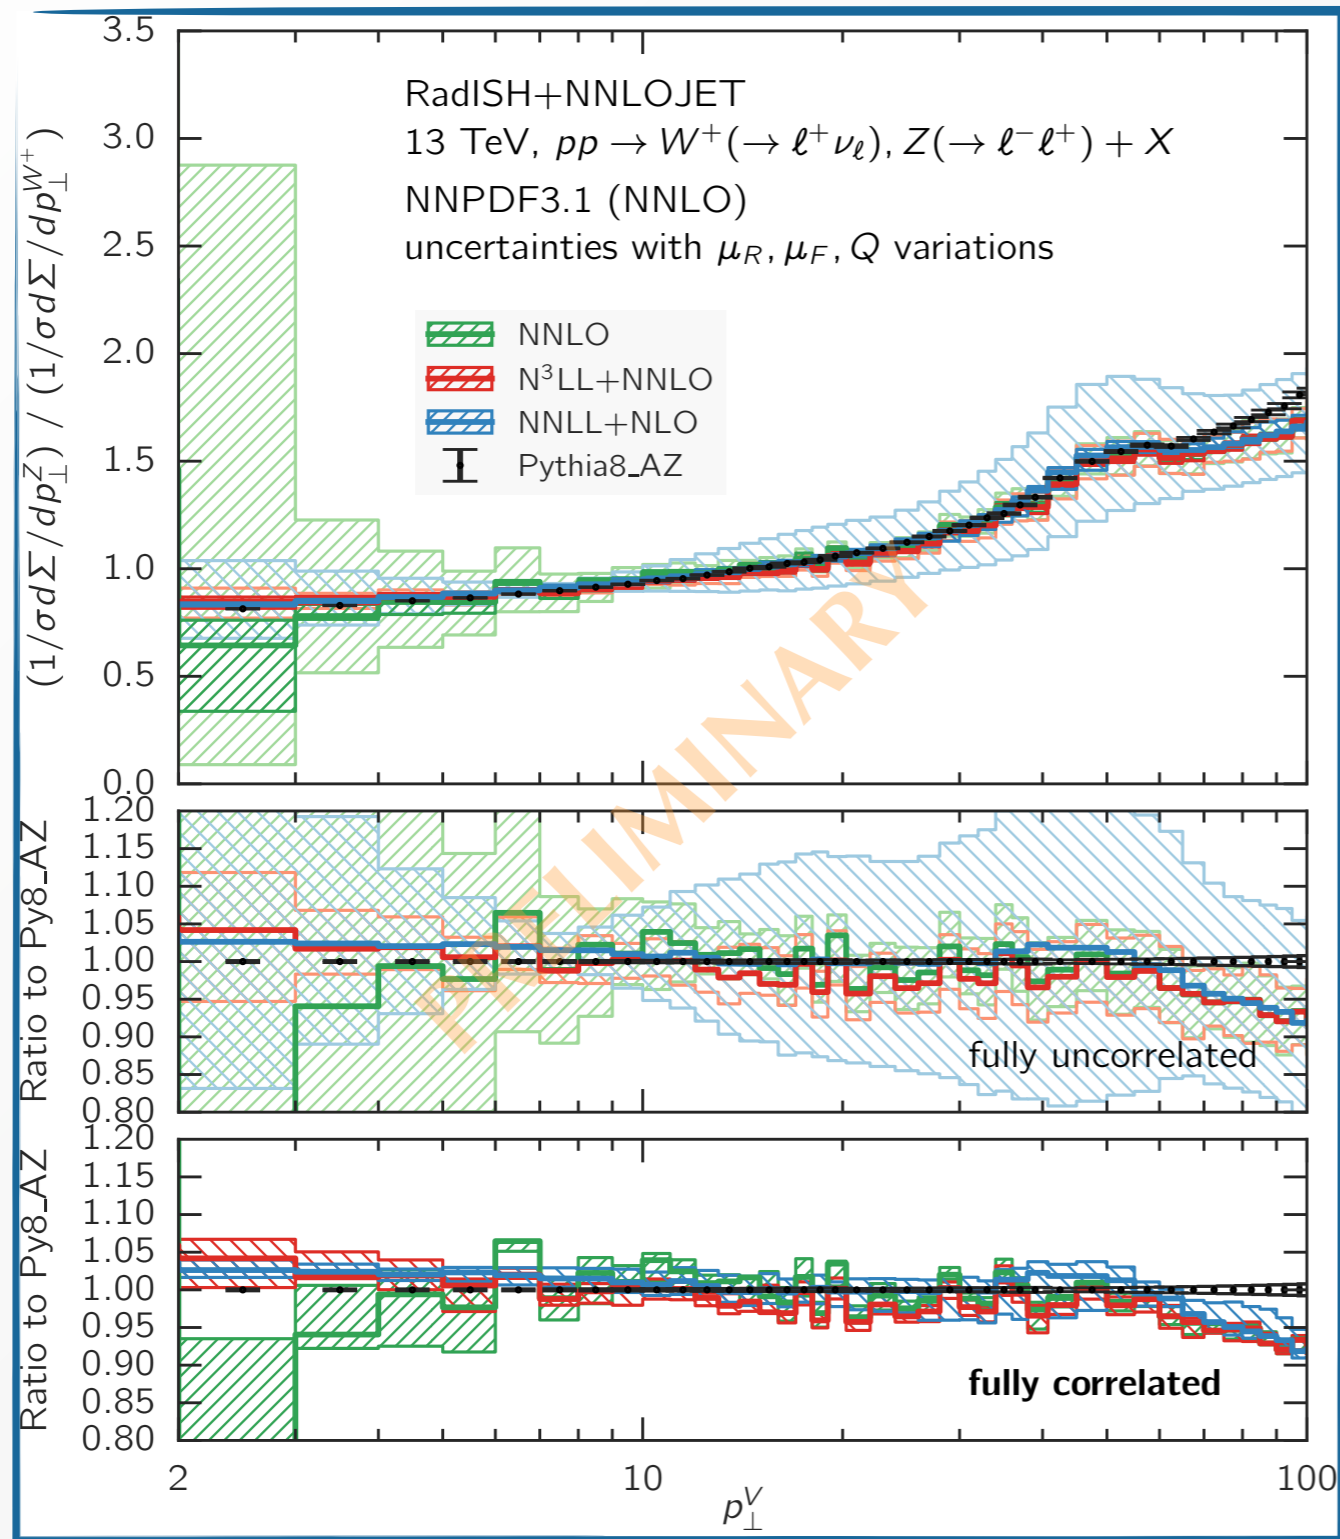 3.5
3.0
2.5
2.0
1.5
1.0
0.5
0.0
(1/σdΣ/dp⊥^Z) / (1/σdΣ/dp⊥^W⁺)
RadISH+NNLOJET
13 TeV, pp → W⁺(→ ℓ⁺νℓ), Z(→ ℓ⁻ℓ⁺) + X
NNPDF3.1 (NNLO)
uncertainties with μR, μF, Q variations
NNLO
N³LL+NNLO
NNLL+NLO
Pythia8_AZ
PRELIMINARY
1.20
1.15
1.10
1.05
1.00
0.95
0.90
0.85
0.80
Ratio to Py8_AZ
fully uncorrelated
1.20
1.15
1.10
1.05
1.00
0.95
0.90
0.85
0.80
Ratio to Py8_AZ
fully correlated
2 10 100
p⊥^V